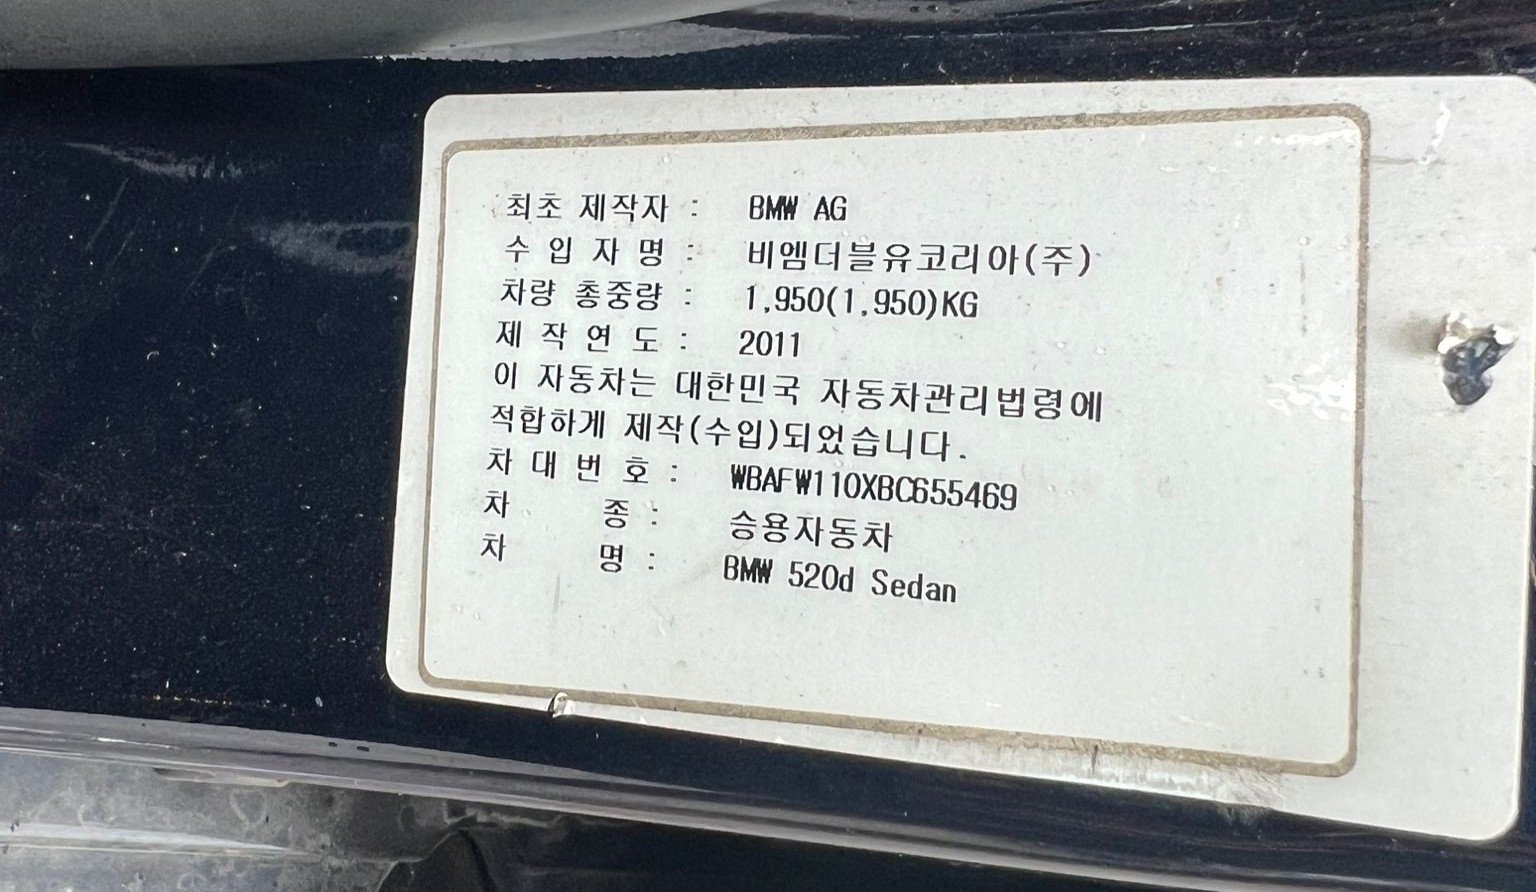 최초 제작자 : BMW AG
수 입 자 명 : 비엠더블유코리아(주)
차량 총중량 : 1,950(1,950)KG
제 작 연 도 : 2011
이 자동차는 대한민국 자동차관리법령에
적합하게 제작(수입)되었습니다.
차 대 번 호 : WBAFW110XBC655469
차 종 : 승용자동차
차 명 : BMW 520d Sedan